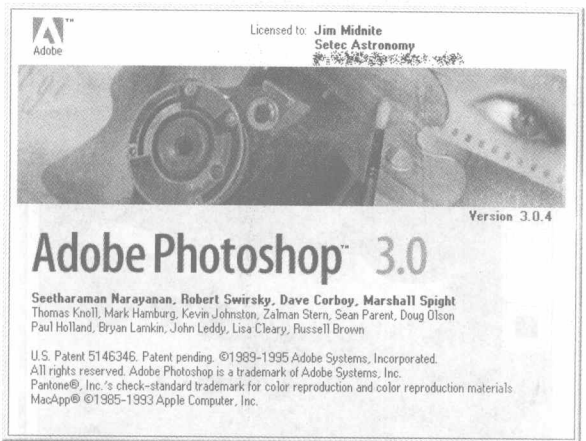 Adobe™
Licensed to: Jim Midnite
Setec Astronomy
Version 3.0.4
Adobe Photoshop™ 3.0
Seetharaman Narayanan, Robert Swirsky, Dave Corboy, Marshall Spight
Thomas Knoll, Mark Hamburg, Kevin Johnston, Zalman Stern, Sean Parent, Doug Olson
Paul Holland, Bryan Lamkin, John Leddy, Lisa Cleary, Russell Brown
U.S. Patent 5146346. Patent pending. ©1989-1995 Adobe Systems, Incorporated.
All rights reserved. Adobe Photoshop is a trademark of Adobe Systems, Inc.
Pantone®, Inc.'s check-standard trademark for color reproduction and color reproduction materials
MacApp® ©1985-1993 Apple Computer, Inc.